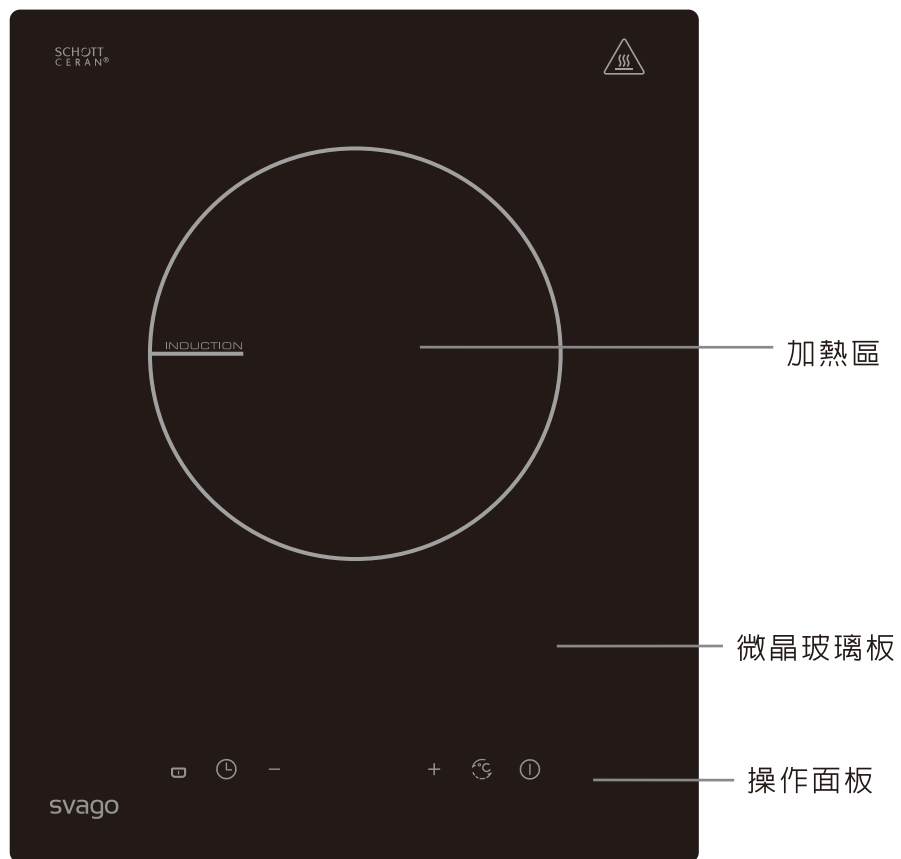 SCHOTT
CERAN®
INDUCTION
加熱區
微晶玻璃板
操作面板
− + °C
svago